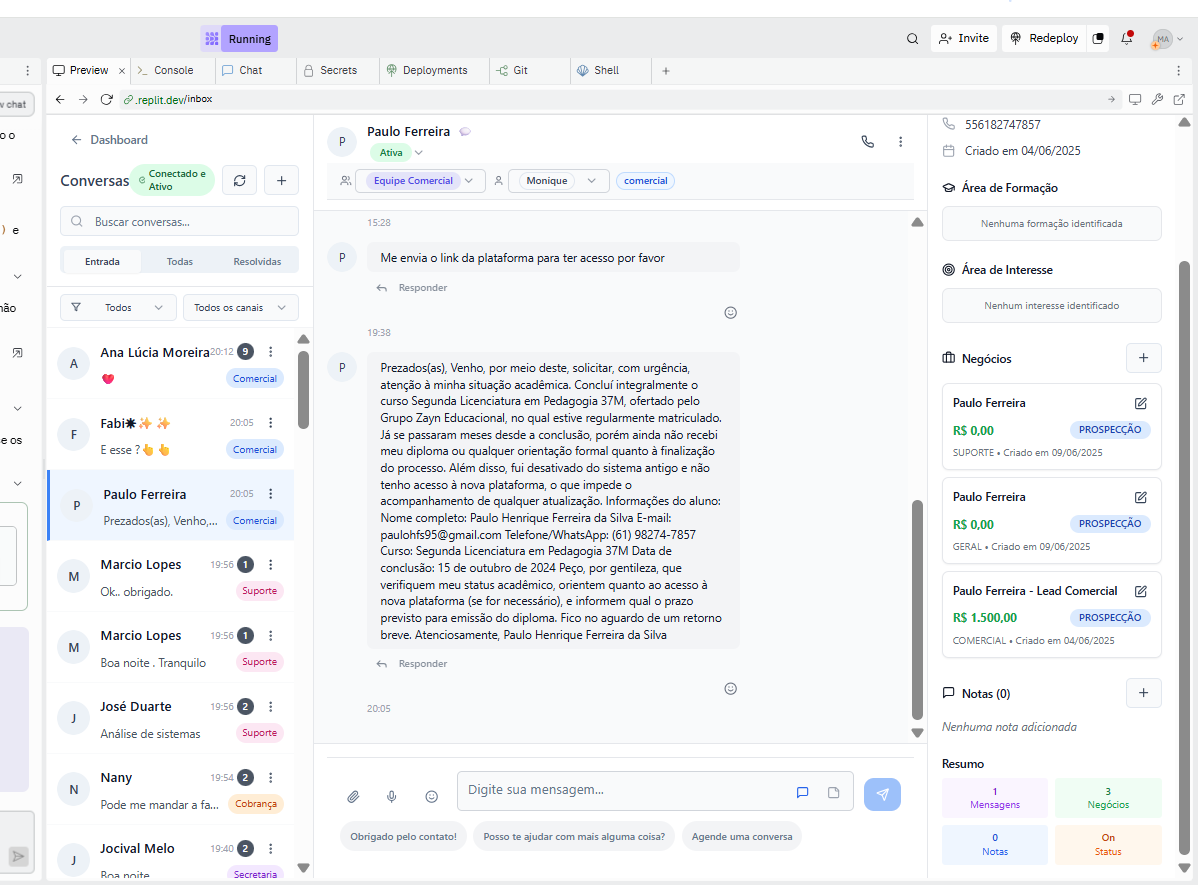 Running
Invite
Redeploy
MA
Preview
Console
Chat
Secrets
Deployments
Git
Shell
.replit.dev/inbox
v chat
o o
) e
não
e os
Dashboard
Conversas
Conectado e
Ativo
Buscar conversas...
Entrada
Todas
Resolvidas
Todos
Todos os canais
A
Ana Lúcia Moreira
20:12
9
❤️
Comercial
F
Fabi✷✨✨
20:05
E esse ?👆👆
Comercial
P
Paulo Ferreira
20:05
Prezados(as), Venho,...
Comercial
M
Marcio Lopes
19:56
1
Ok.. obrigado.
Suporte
M
Marcio Lopes
19:56
1
Boa noite . Tranquilo
Suporte
J
José Duarte
19:56
2
Análise de sistemas
Suporte
N
Nany
19:54
2
Pode me mandar a fa...
Cobrança
J
Jocival Melo
19:40
2
Boa noite
Secretaria
P
Paulo Ferreira
Ativa
Equipe Comercial
Monique
comercial
15:28
P
Me envia o link da plataforma para ter acesso por favor
Responder
19:38
P
Prezados(as), Venho, por meio deste, solicitar, com urgência,
atenção à minha situação acadêmica. Concluí integralmente o
curso Segunda Licenciatura em Pedagogia 37M, ofertado pelo
Grupo Zayn Educacional, no qual estive regularmente matriculado.
Já se passaram meses desde a conclusão, porém ainda não recebi
meu diploma ou qualquer orientação formal quanto à finalização
do processo. Além disso, fui desativado do sistema antigo e não
tenho acesso à nova plataforma, o que impede o
acompanhamento de qualquer atualização. Informações do aluno:
Nome completo: Paulo Henrique Ferreira da Silva E-mail:
paulohfs95@gmail.com Telefone/WhatsApp: (61) 98274-7857
Curso: Segunda Licenciatura em Pedagogia 37M Data de
conclusão: 15 de outubro de 2024 Peço, por gentileza, que
verifiquem meu status acadêmico, orientem quanto ao acesso à
nova plataforma (se for necessário), e informem qual o prazo
previsto para emissão do diploma. Fico no aguardo de um retorno
breve. Atenciosamente, Paulo Henrique Ferreira da Silva
Responder
20:05
Digite sua mensagem...
Obrigado pelo contato!
Posso te ajudar com mais alguma coisa?
Agende uma conversa
556182747857
Criado em 04/06/2025
Área de Formação
Nenhuma formação identificada
Área de Interesse
Nenhum interesse identificado
Negócios
Paulo Ferreira
R$ 0,00
PROSPECÇÃO
SUPORTE • Criado em 09/06/2025
Paulo Ferreira
R$ 0,00
PROSPECÇÃO
GERAL • Criado em 09/06/2025
Paulo Ferreira - Lead Comercial
R$ 1.500,00
PROSPECÇÃO
COMERCIAL • Criado em 04/06/2025
Notas (0)
Nenhuma nota adicionada
Resumo
1
Mensagens
3
Negócios
0
Notas
On
Status